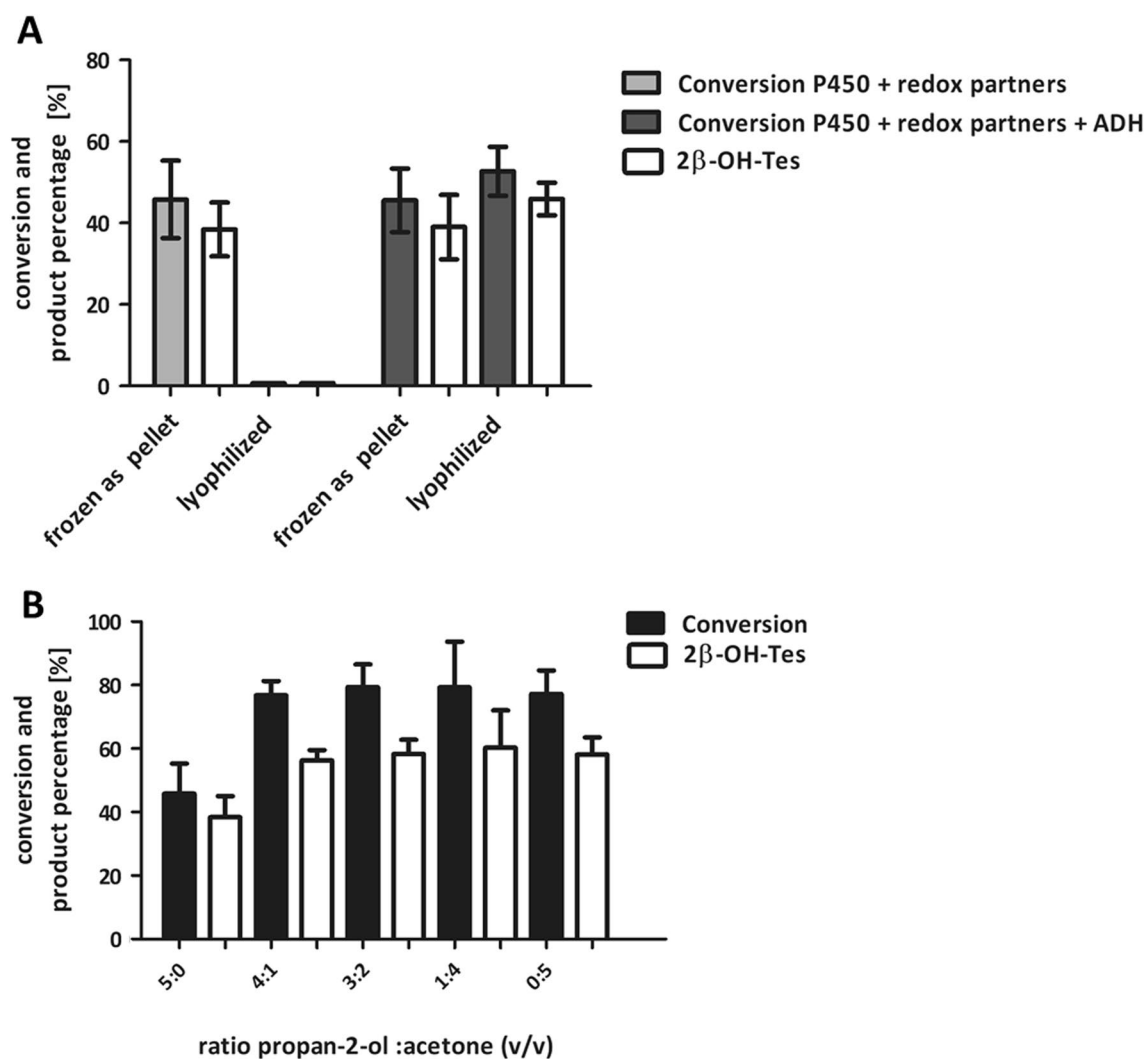 A
conversion and
product percentage [%]
80
60
40
20
0
frozen as pellet
lyophilized
frozen as pellet
lyophilized
Conversion P450 + redox partners
Conversion P450 + redox partners + ADH
2β-OH-Tes
B
conversion and
product percentage [%]
100
80
60
40
20
0
5:0
4:1
3:2
1:4
0:5
ratio propan-2-ol :acetone (v/v)
Conversion
2β-OH-Tes